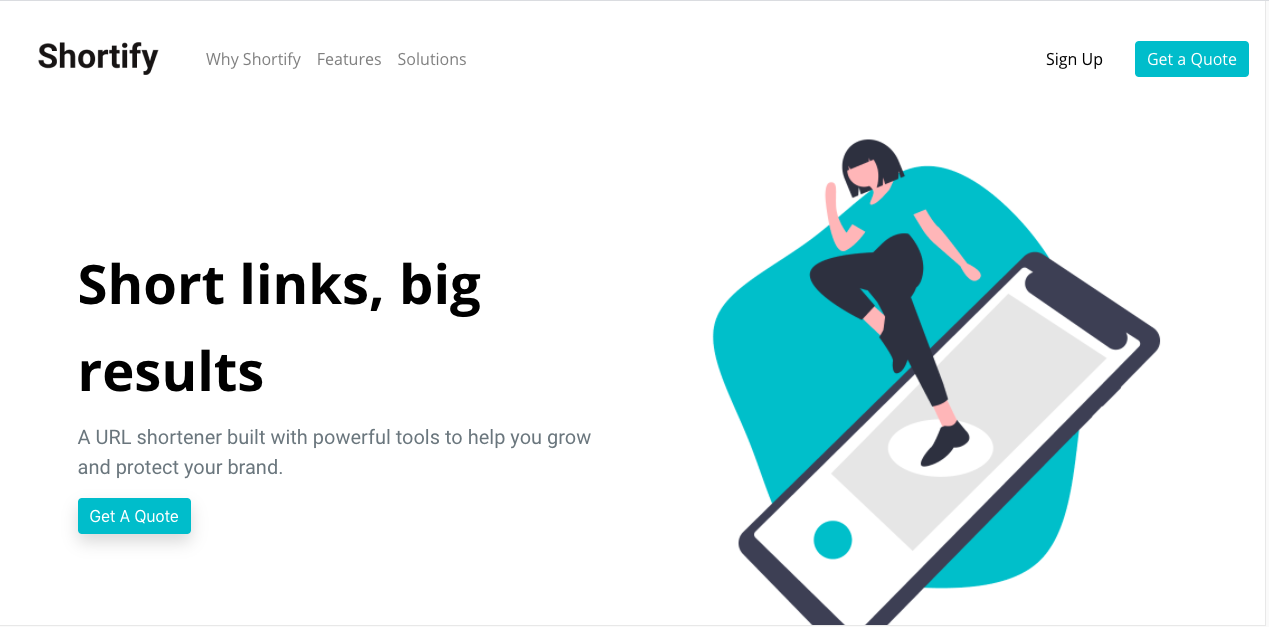 Shortify
Why Shortify Features Solutions
Sign Up
Get a Quote
Short links, big
results
A URL shortener built with powerful tools to help you grow
and protect your brand.
Get A Quote